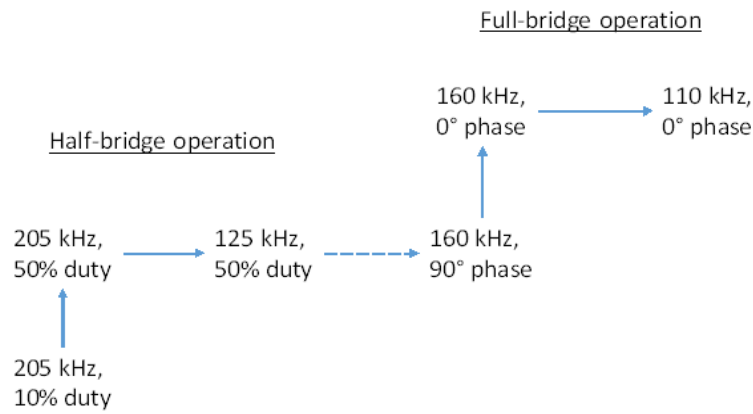 Full-bridge operation
160 kHz,
0° phase
110 kHz,
0° phase
Half-bridge operation
205 kHz,
50% duty
125 kHz,
50% duty
160 kHz,
90° phase
205 kHz,
10% duty